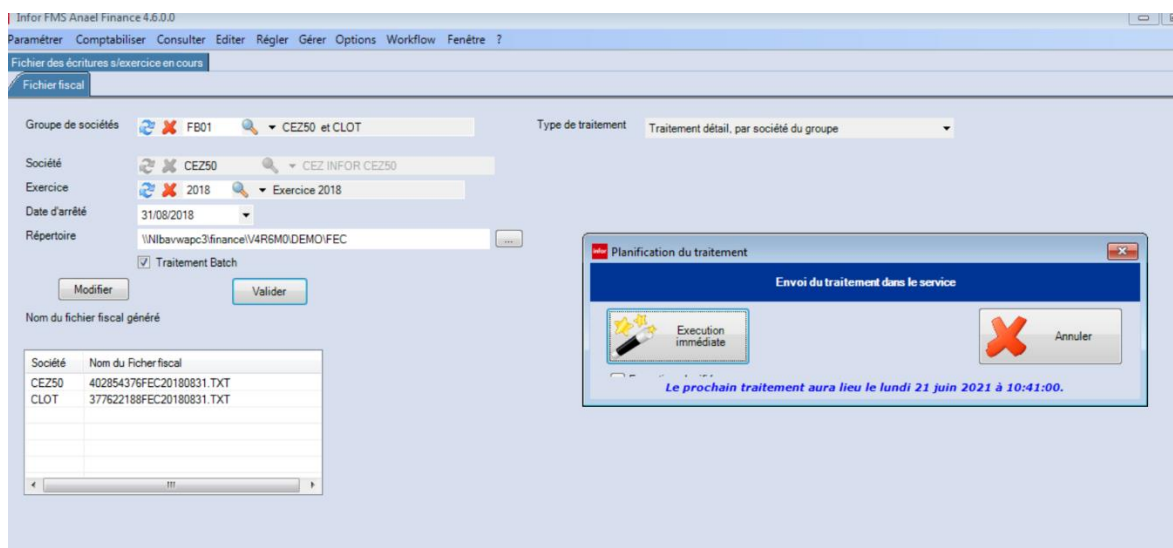 Infor FMS Anael Finance 4.6.0.0
Paramétrer Comptabiliser Consulter Editer Régler Gérer Options Workflow Fenêtre ?
Fichier des écritures s/exercice en cours
Fichier fiscal
Groupe de sociétés FB01 CEZ50 et CLOT Type de traitement Traitement détail, par société du groupe
Société CEZ50 CEZ INFOR CEZ50
Exercice 2018 Exercice 2018
Date d'arrêté 31/08/2018
Répertoire \\Nlbavwapc3\finance\V4R6M0\DEMO\FEC ...
Traitement Batch
Modifier Valider
Nom du fichier fiscal généré
Société Nom du Ficher fiscal
CEZ50 402854376FEC20180831.TXT
CLOT 377622188FEC20180831.TXT
infor Planification du traitement
Envoi du traitement dans le service
Execution
immédiate
Annuler
Le prochain traitement aura lieu le lundi 21 juin 2021 à 10:41:00.